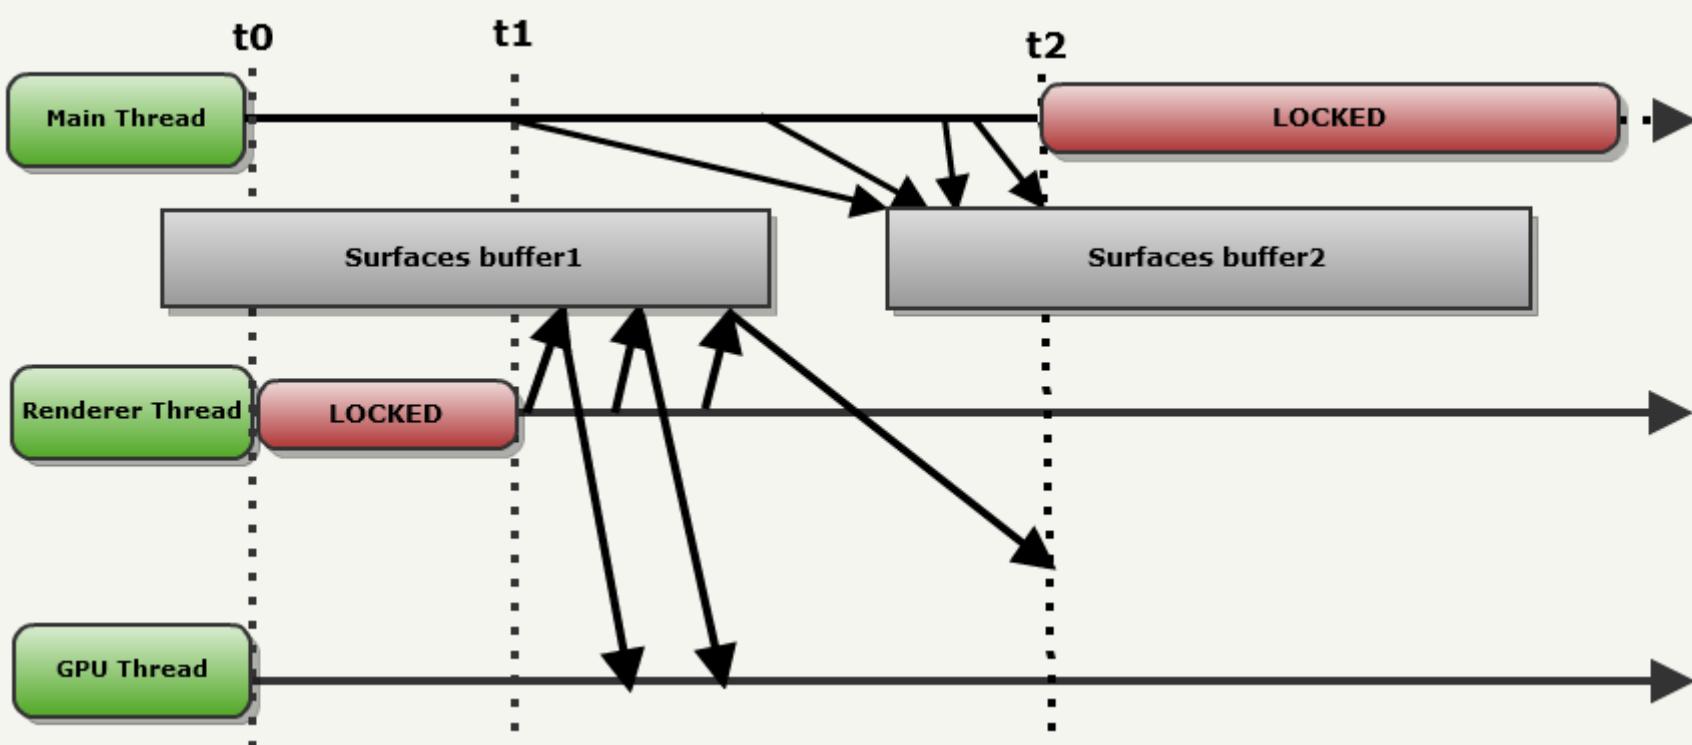 t0
t1
t2
Main Thread
LOCKED
Surfaces buffer1
Surfaces buffer2
Renderer Thread
LOCKED
GPU Thread